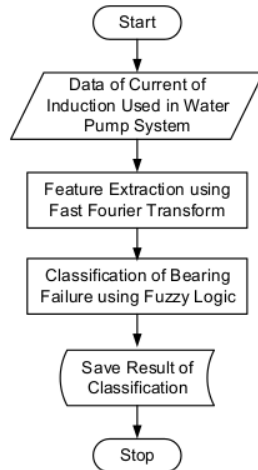 Start
Data of Current of
Induction Used in Water
Pump System
Feature Extraction using
Fast Fourier Transform
Classification of Bearing
Failure using Fuzzy Logic
Save Result of
Classification
Stop